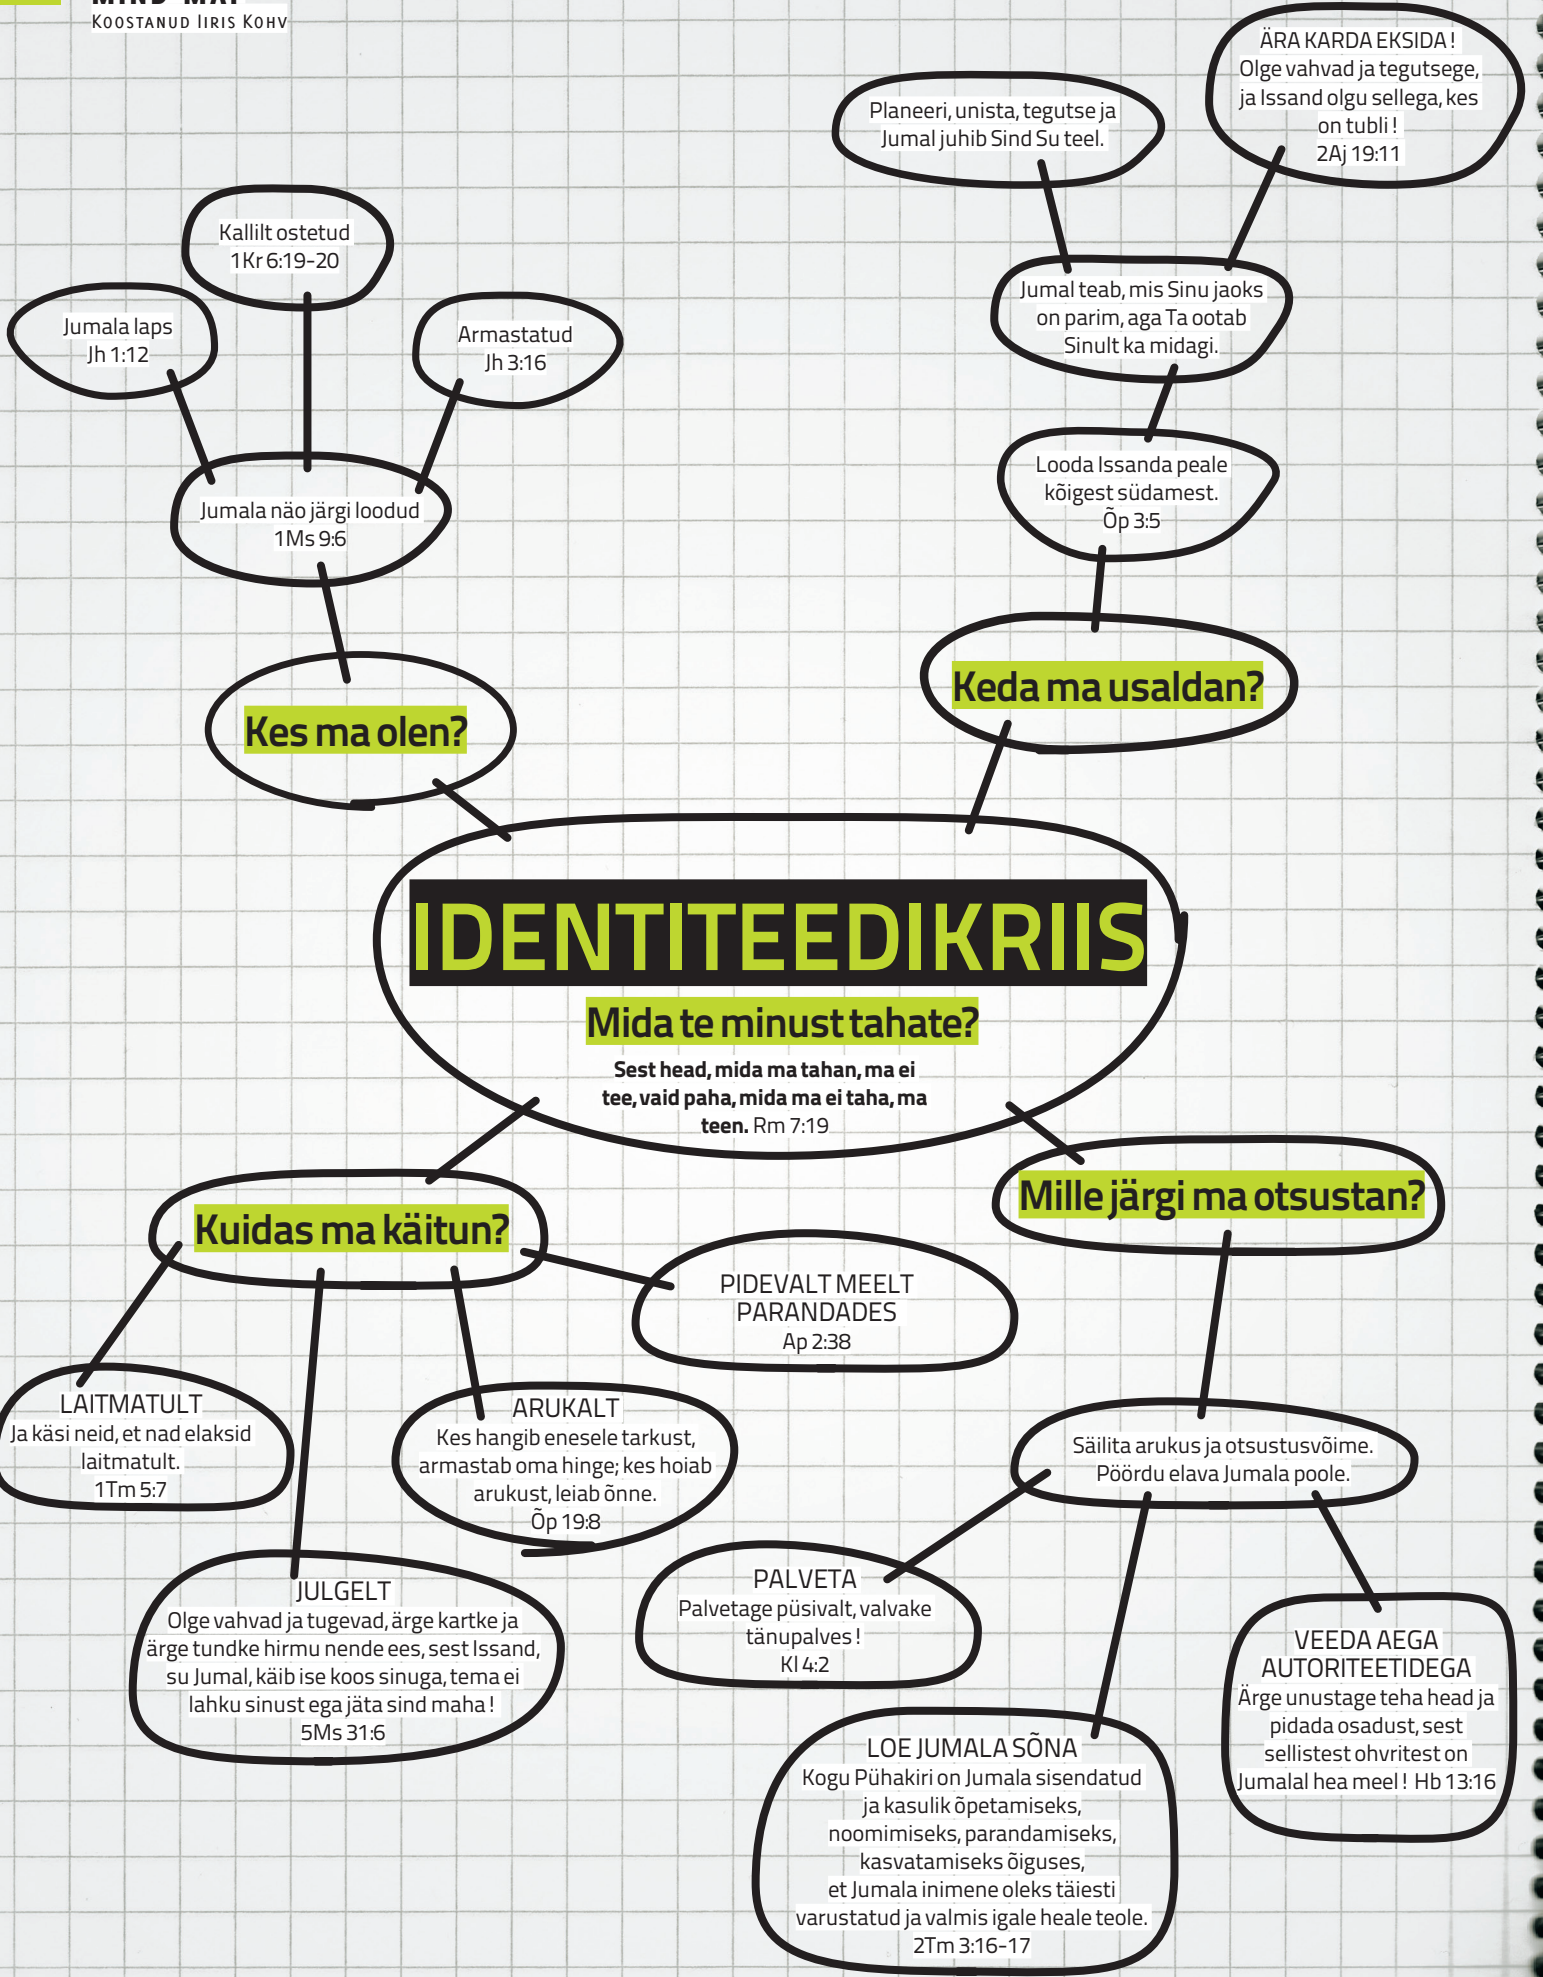 MIND MAP
KOOSTANUD IIRIS KOHV
ÄRA KARDA EKSIDA!
Olge vahvad ja tegutsege,
ja Issand olgu sellega, kes
on tubli!
2Aj 19:11
Planeeri, unista, tegutse ja
Jumal juhib Sind Su teel.
Kallilt ostetud
1Kr 6:19-20
Jumala laps
Jh 1:12
Armastatud
Jh 3:16
Jumal teab, mis Sinu jaoks
on parim, aga Ta ootab
Sinult ka midagi.
Jumala näo järgi loodud
1Ms 9:6
Looda Issanda peale
kõigest südamest.
Õp 3:5
Kes ma olen?
Keda ma usaldan?
IDENTITEEDIKRIIS
Mida te minust tahate?
Sest head, mida ma tahan, ma ei
tee, vaid paha, mida ma ei taha, ma
teen. Rm 7:19
Kuidas ma käitun?
Mille järgi ma otsustan?
PIDEVALT MEELT
PARANDADES
Ap 2:38
LAITMATULT
Ja käsi neid, et nad elaksid
laitmatult.
1Tm 5:7
ARUKALT
Kes hangib enesele tarkust,
armastab oma hinge; kes hoiab
arukust, leiab õnne.
Õp 19:8
Säilita arukus ja otsustusvõime.
Pöördu elava Jumala poole.
JULGELT
Olge vahvad ja tugevad, ärge kartke ja
ärge tundke hirmu nende ees, sest Issand,
su Jumal, käib ise koos sinuga, tema ei
lahku sinust ega jäta sind maha!
5Ms 31:6
PALVETA
Palvetage püsivalt, valvake
tänupalves!
Kl 4:2
VEEDA AEGA
AUTORITEETIDEGA
Ärge unustage teha head ja
pidada osadust, sest
sellistest ohvritest on
Jumalal hea meel! Hb 13:16
LOE JUMALA SÕNA
Kogu Pühakiri on Jumala sisendatud
ja kasulik õpetamiseks,
noomimiseks, parandamiseks,
kasvatamiseks õiguses,
et Jumala inimene oleks täiesti
varustatud ja valmis igale heale teole.
2Tm 3:16-17